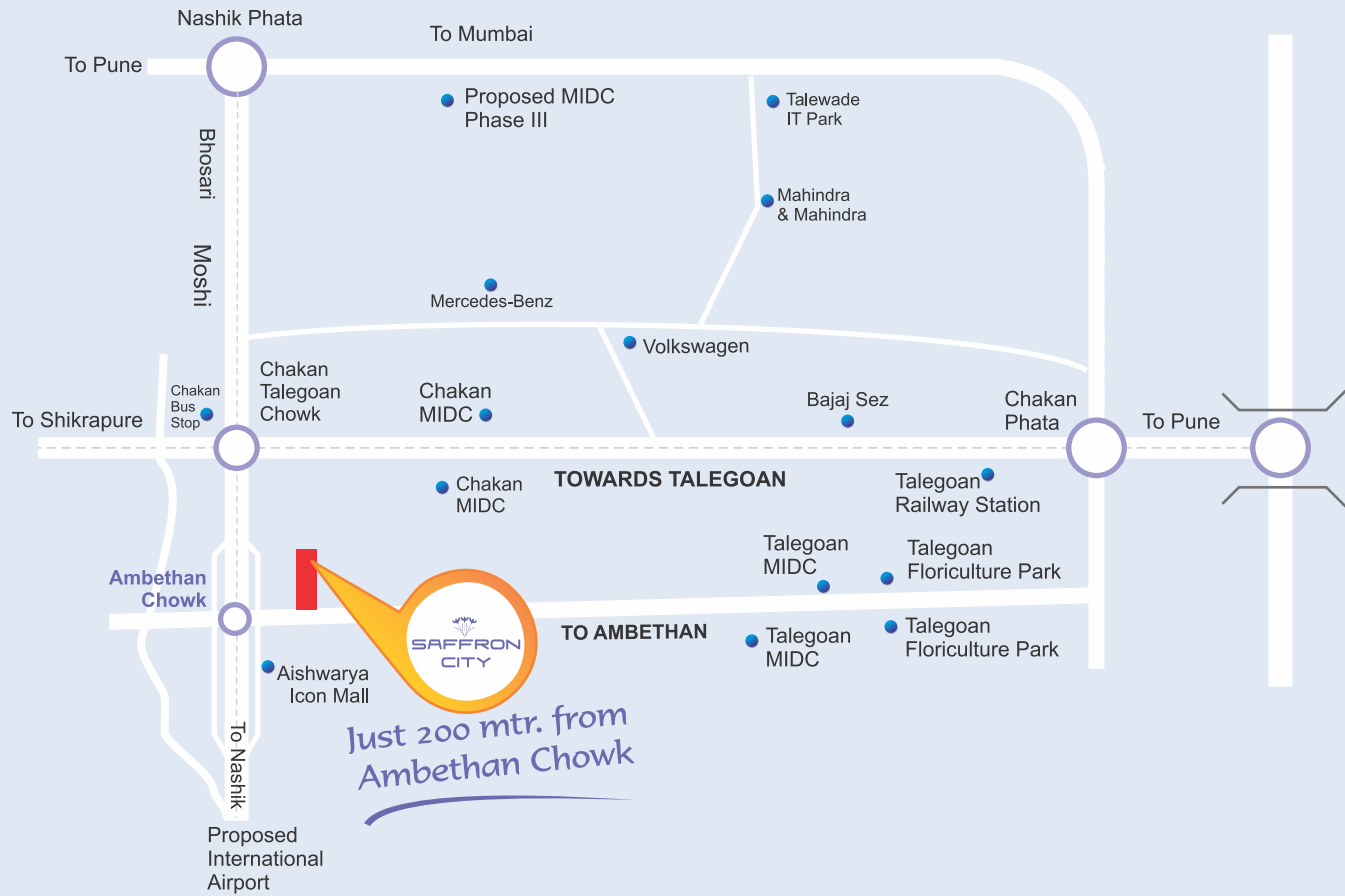 Nashik Phata
To Mumbai
To Pune
Proposed MIDC
Phase III
Talewade
IT Park
Bhosari
Mahindra
& Mahindra
Moshi
Mercedes-Benz
Volkswagen
Chakan
Talegoan
Chowk
Chakan
Bus
Stop
Chakan
MIDC
Bajaj Sez
Chakan
Phata
To Shikrapure
To Pune
TOWARDS TALEGOAN
Chakan
MIDC
Talegoan
Railway Station
Talegoan
MIDC
Talegoan
Floriculture Park
Ambethan
Chowk
SAFFRON
CITY
TO AMBETHAN
Talegoan
MIDC
Talegoan
Floriculture Park
Aishwarya
Icon Mall
Just 200 mtr. from
Ambethan Chowk
To Nashik
Proposed
International
Airport